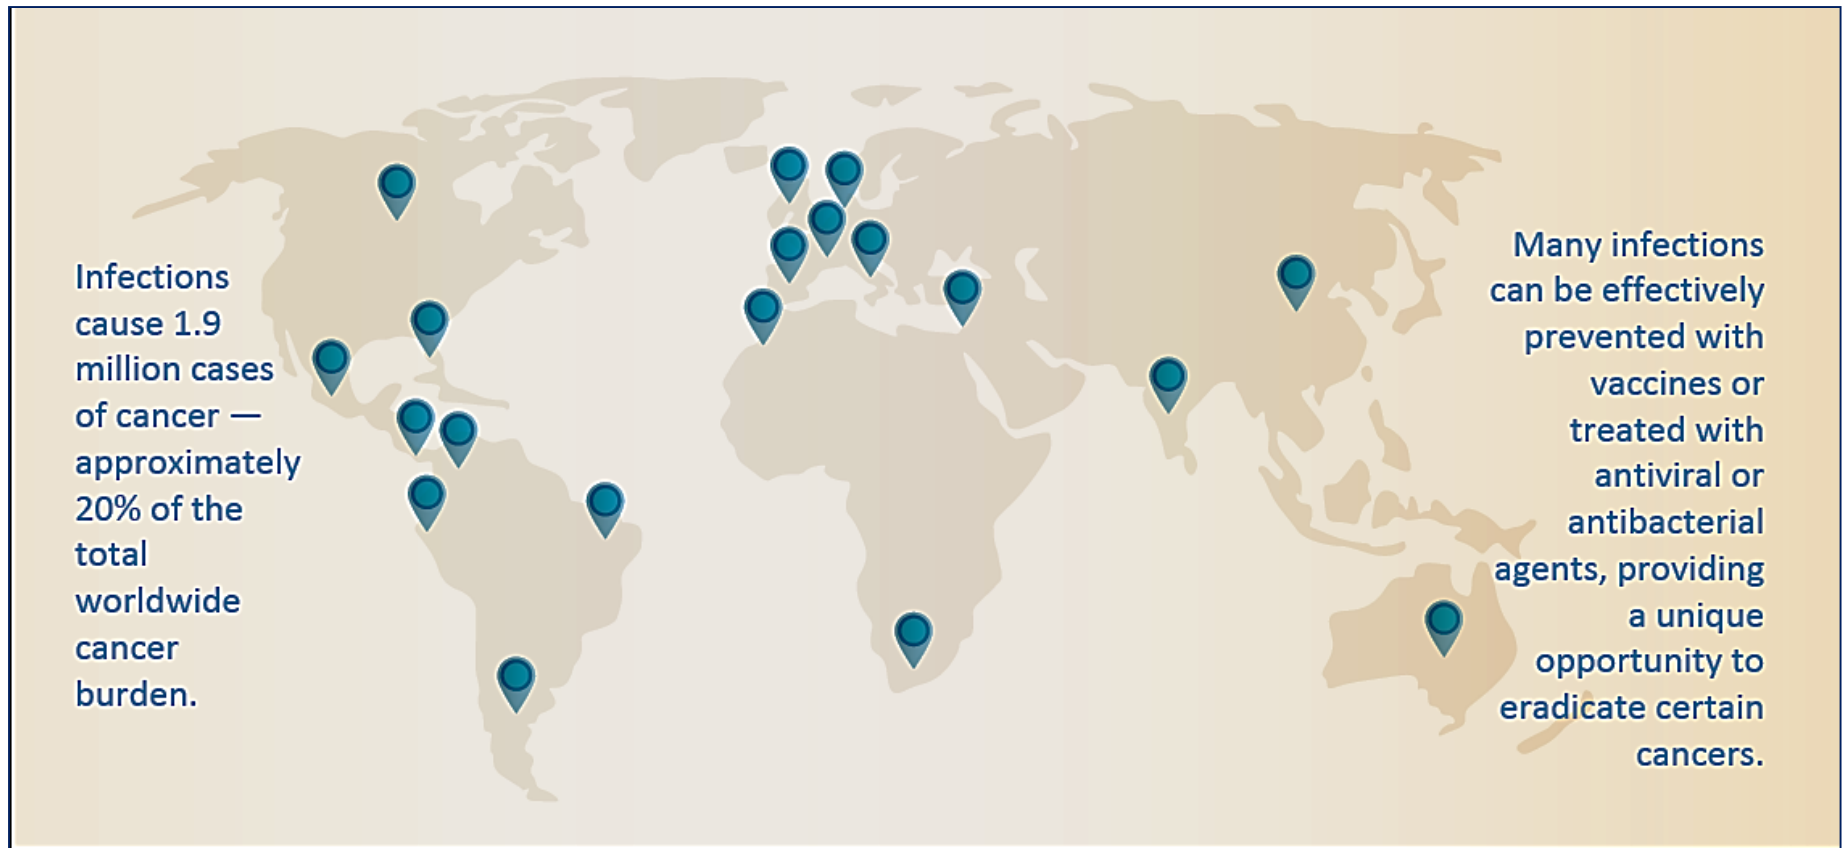 Infections
cause 1.9
million cases
of cancer —
approximately
20% of the
total
worldwide
cancer
burden.
Many infections
can be effectively
prevented with
vaccines or
treated with
antiviral or
antibacterial
agents, providing
a unique
opportunity to
eradicate certain
cancers.